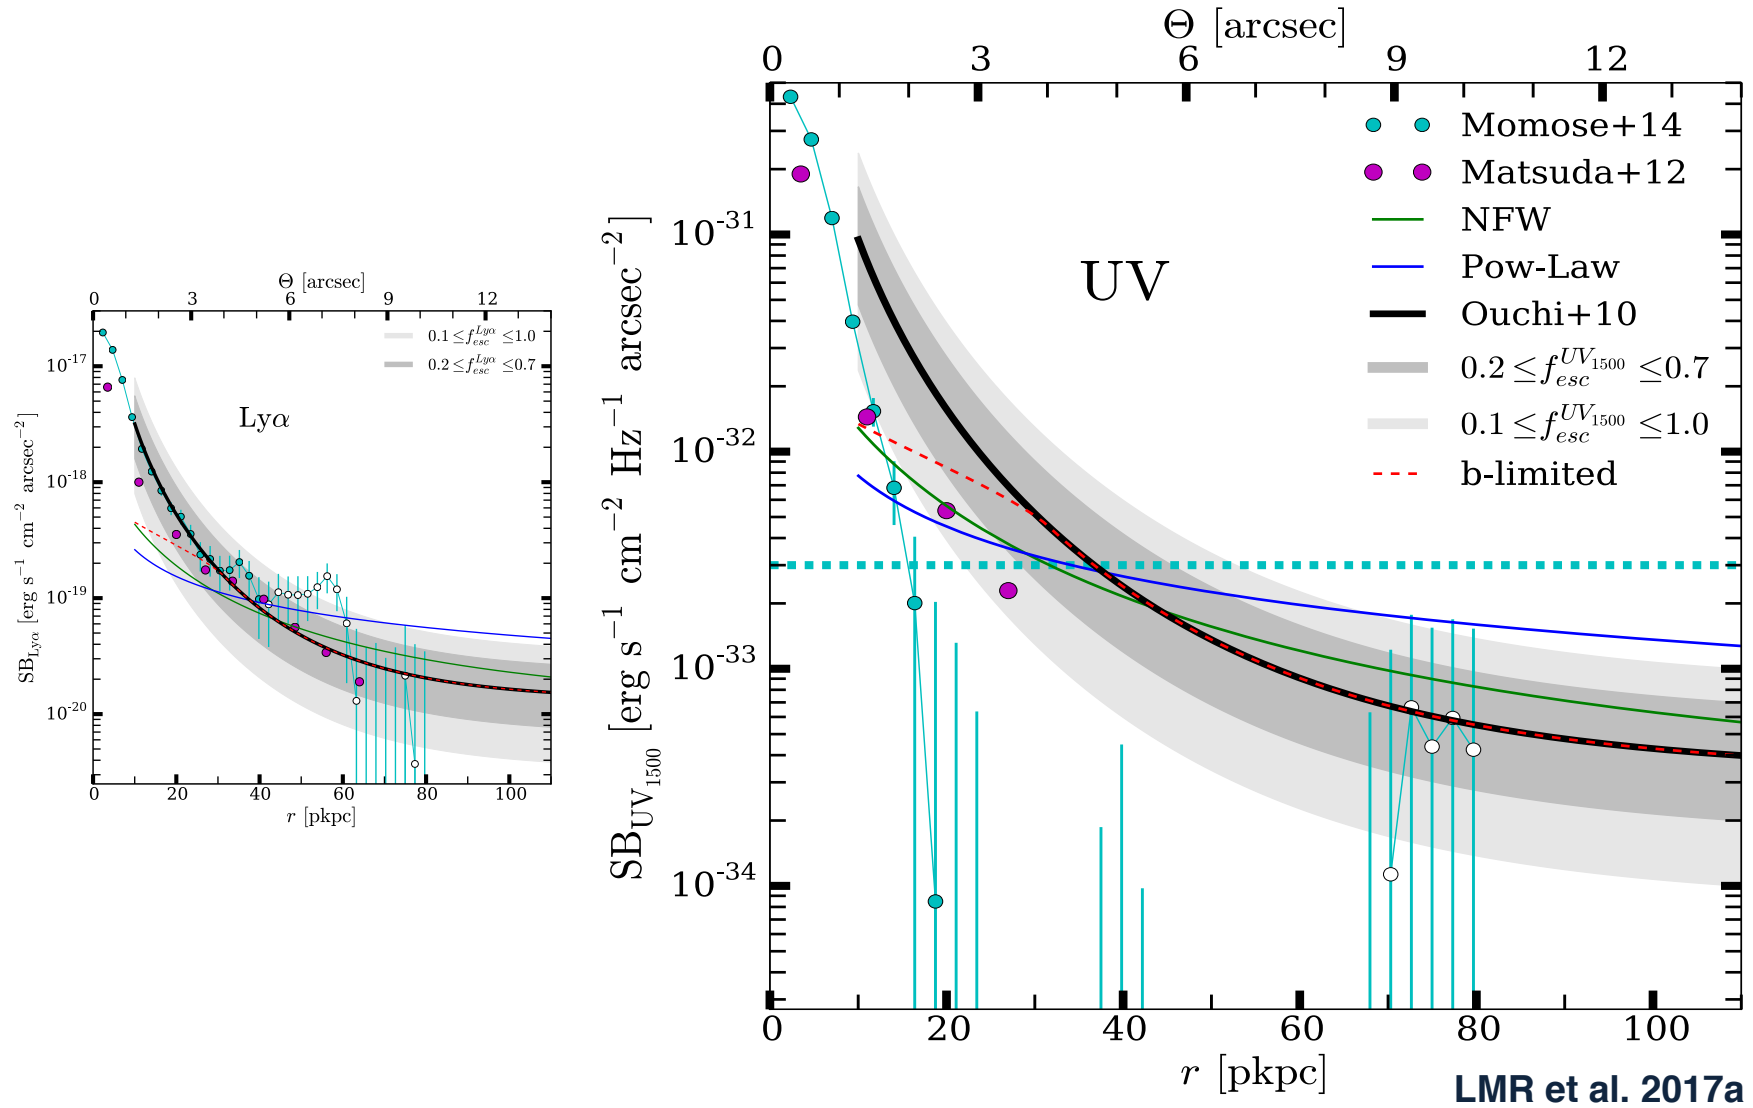 Θ [arcsec]
0 3 6 9 12
Lyα
0.1 ≤ f_esc^Lyα ≤ 1.0
0.2 ≤ f_esc^Lyα ≤ 0.7
10^-17
10^-18
10^-19
10^-20
SB_Lyα [erg s^−1 cm^−2 arcsec^−2]
0 20 40 60 80 100
r [pkpc]
Θ [arcsec]
0 3 6 9 12
UV
Momose+14
Matsuda+12
NFW
Pow-Law
Ouchi+10
0.2 ≤ f_esc^UV_1500 ≤ 0.7
0.1 ≤ f_esc^UV_1500 ≤ 1.0
b-limited
10^-31
10^-32
10^-33
10^-34
SB_UV_1500 [erg s^−1 cm^−2 Hz^−1 arcsec^−2]
0 20 40 60 80 100
r [pkpc]
LMR et al. 2017a